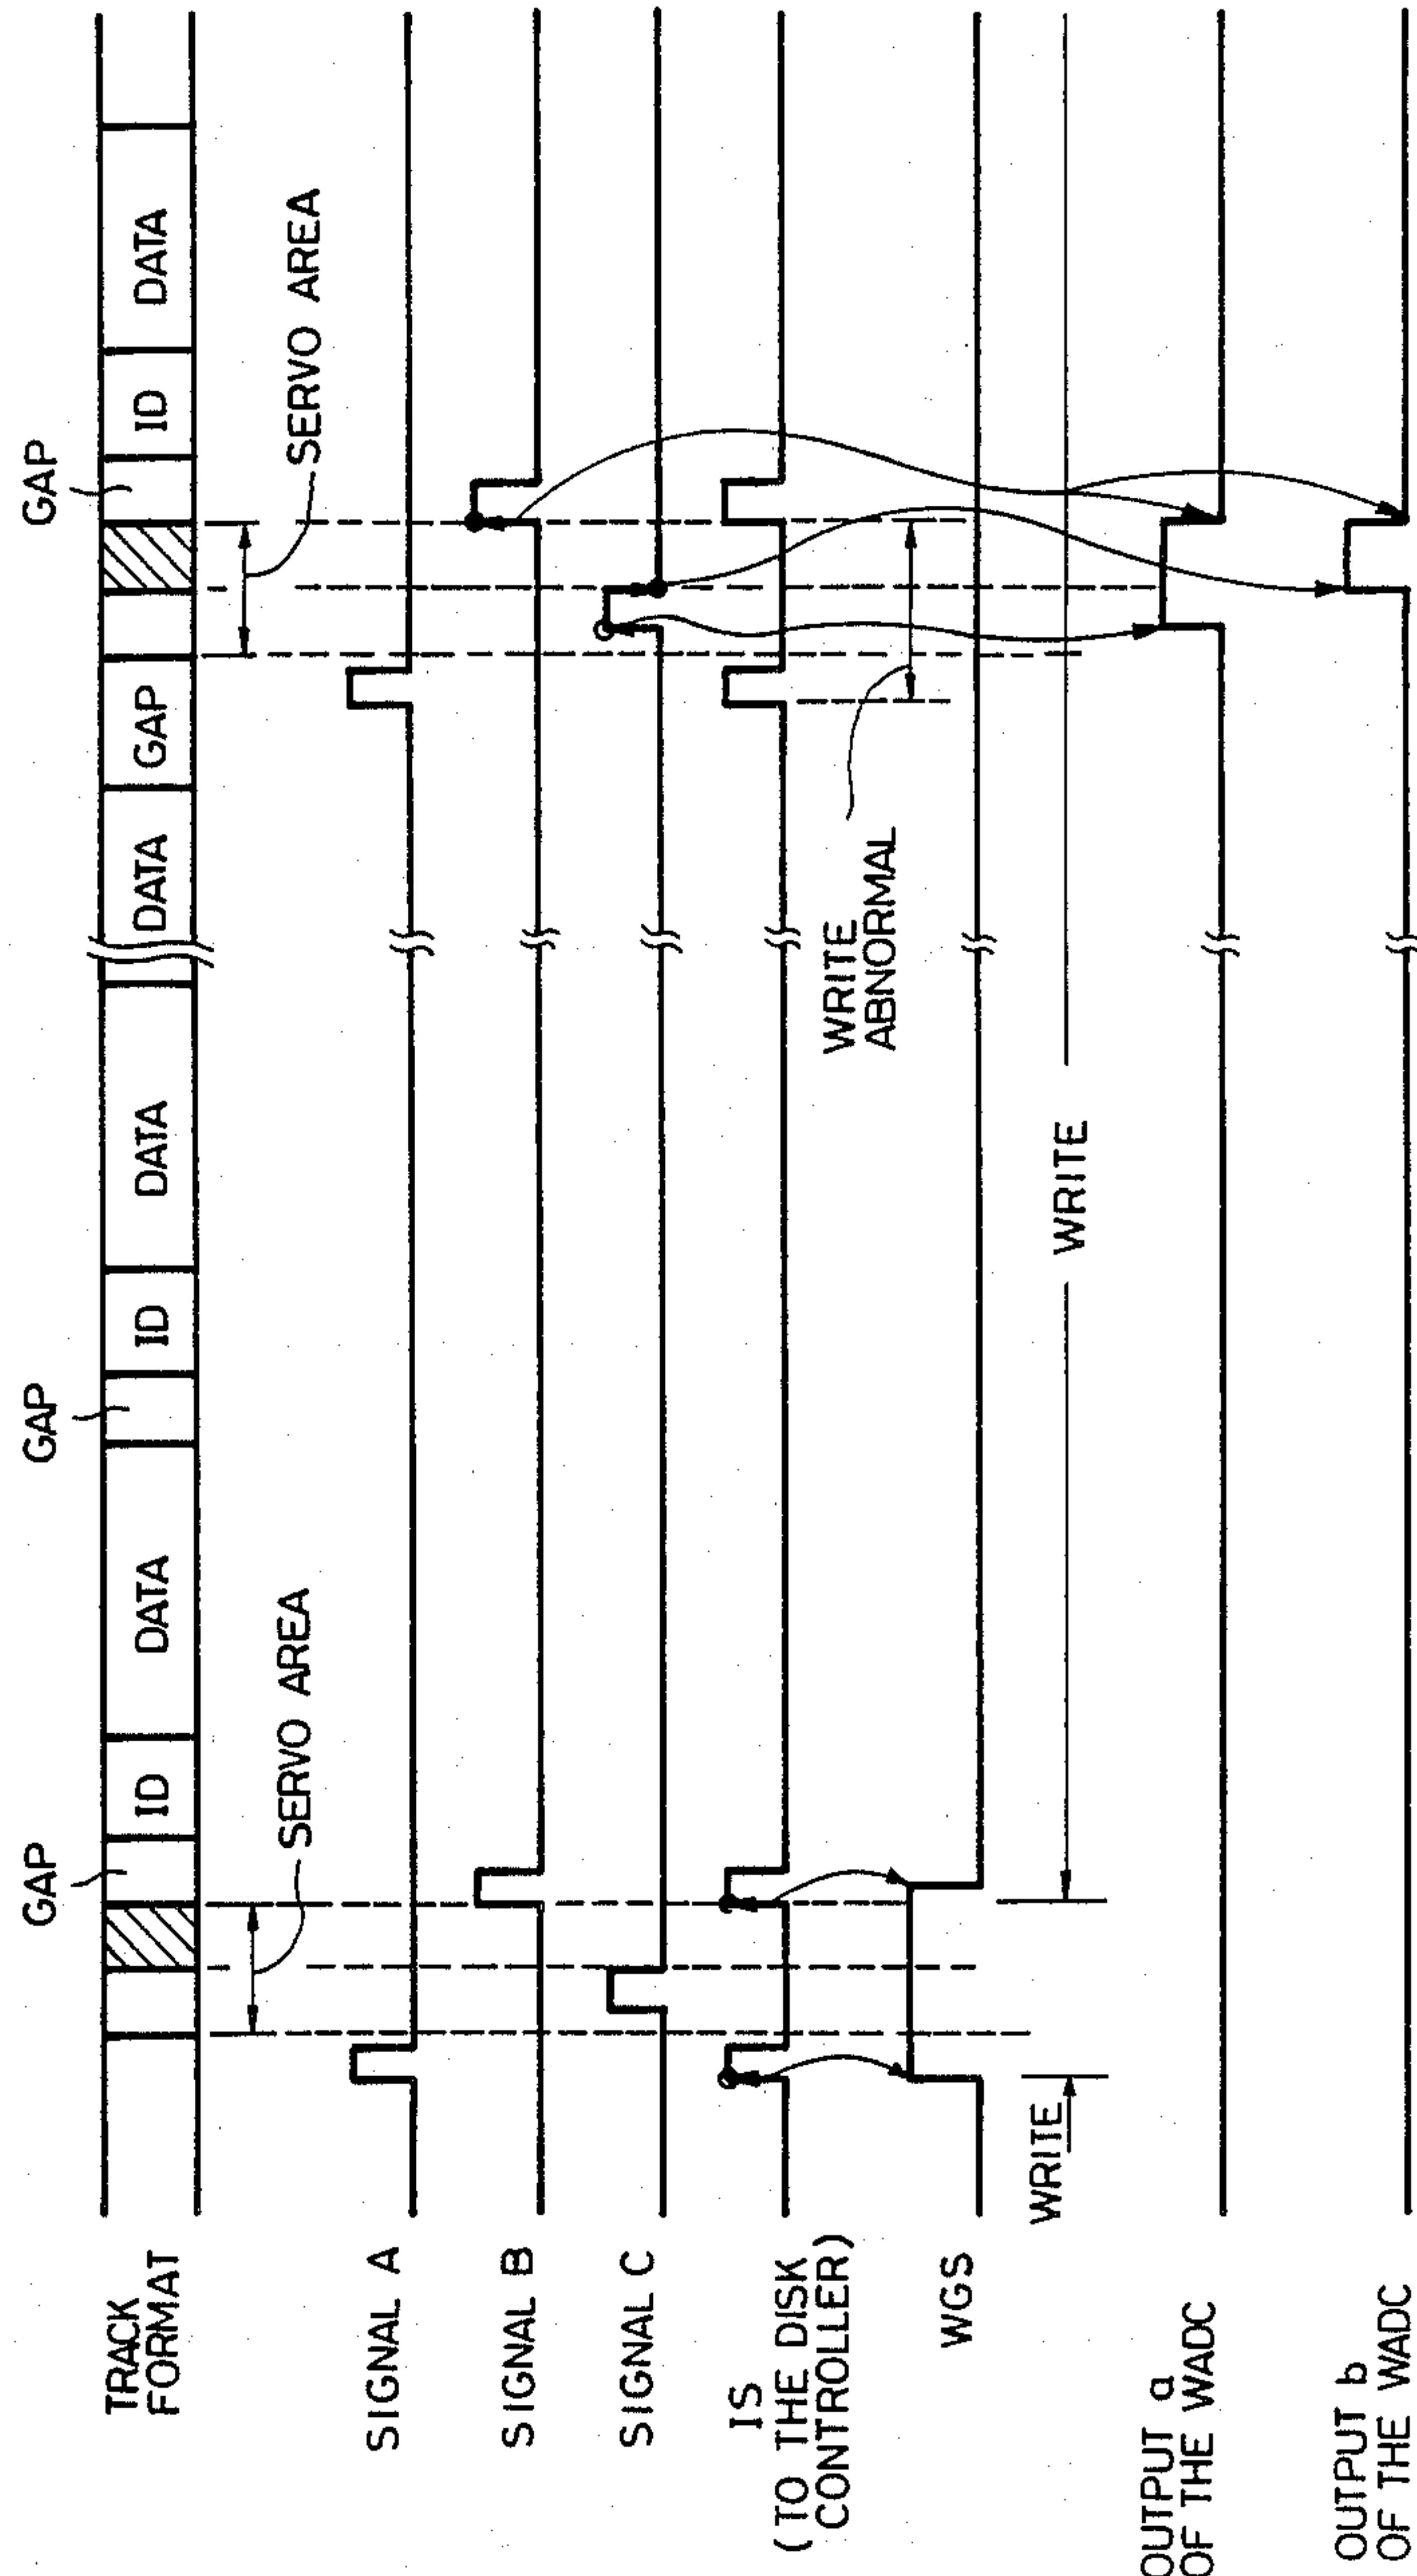 TRACK
FORMAT
GAP
ID
DATA
GAP
ID
DATA
DATA
GAP
GAP
ID
DATA
SERVO AREA
SERVO AREA
SIGNAL A
SIGNAL B
SIGNAL C
IS
(TO THE DISK
CONTROLLER)
WRITE
ABNORMAL
WGS
WRITE
WRITE
OUTPUT a
OF THE WADC
OUTPUT b
OF THE WADC